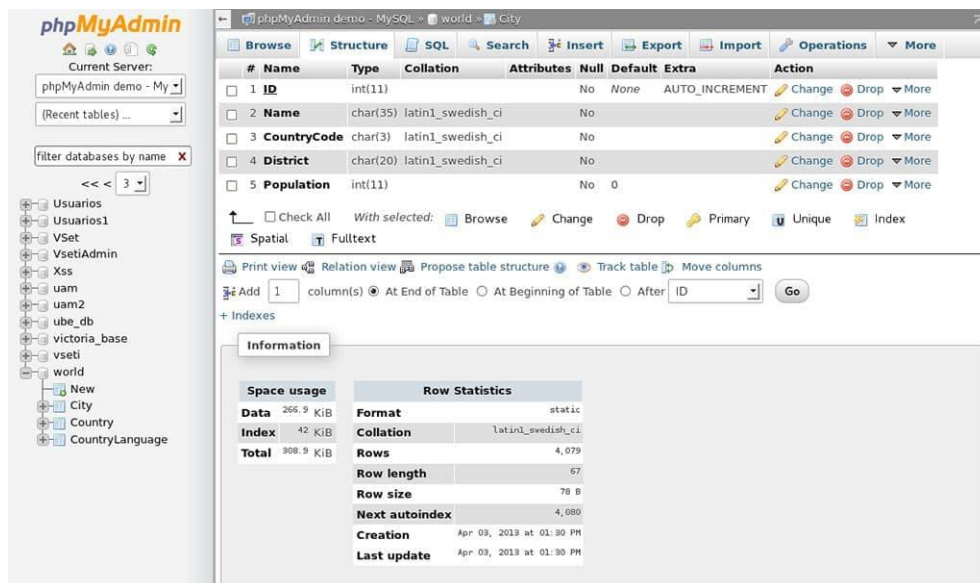 phpMyAdmin
Current Server:
phpMyAdmin demo - My
(Recent tables) ...
filter databases by name X
<< < 3
Usuarios
Usuarios1
VSet
VsetiAdmin
Xss
uam
uam2
ube_db
victoria_base
vseti
world
New
City
Country
CountryLanguage
phpMyAdmin demo - MySQL » world » City
Browse Structure SQL Search Insert Export Import Operations More
# Name Type Collation Attributes Null Default Extra Action
1 ID int(11) No None AUTO_INCREMENT Change Drop More
2 Name char(35) latin1_swedish_ci No Change Drop More
3 CountryCode char(3) latin1_swedish_ci No Change Drop More
4 District char(20) latin1_swedish_ci No Change Drop More
5 Population int(11) No 0 Change Drop More
Check All With selected: Browse Change Drop Primary Unique Index
Spatial Fulltext
Print view Relation view Propose table structure Track table Move columns
Add 1 column(s) At End of Table At Beginning of Table After ID Go
+ Indexes
Information
Space usage
Data 266.9 KiB
Index 42 KiB
Total 308.9 KiB
Row Statistics
Format static
Collation latin1_swedish_ci
Rows 4,079
Row length 67
Row size 78 B
Next autoindex 4,080
Creation Apr 03, 2013 at 01:30 PM
Last update Apr 03, 2013 at 01:30 PM